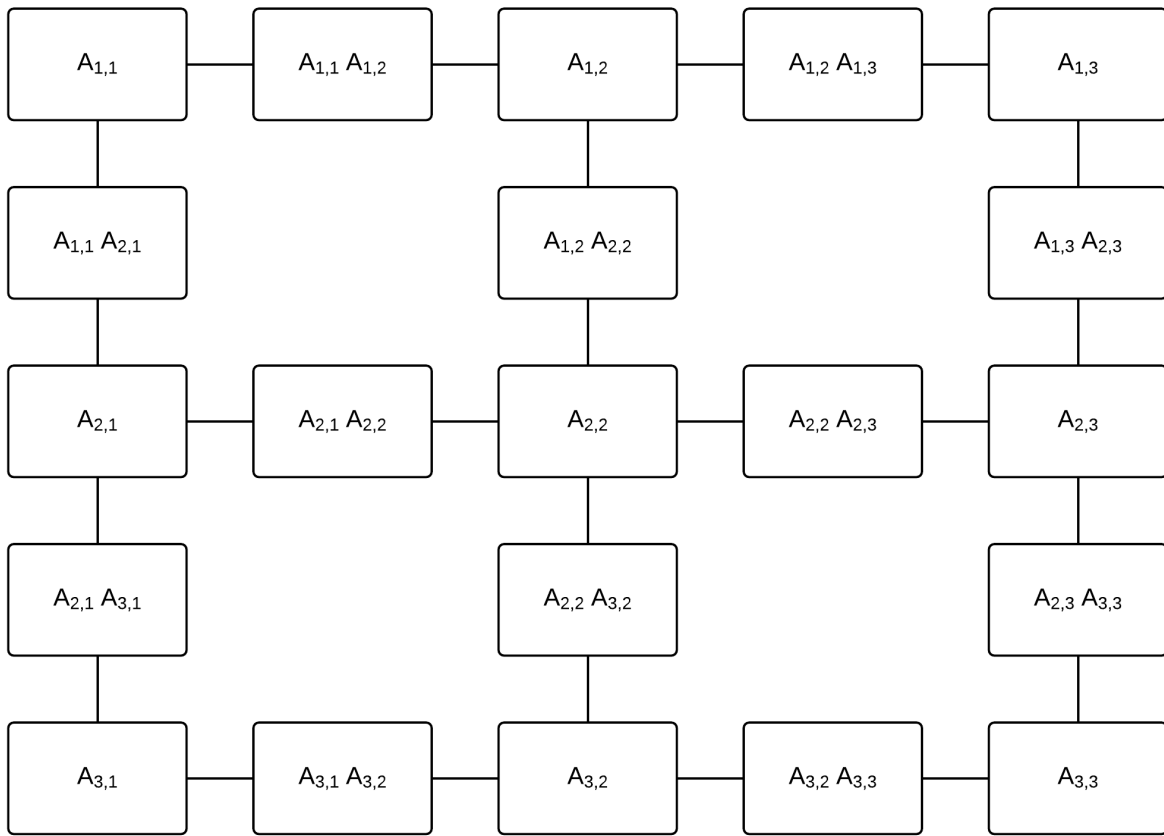 A₁,₁ A₁,₁ A₁,₂ A₁,₂ A₁,₂ A₁,₃ A₁,₃
A₁,₁ A₂,₁ A₁,₂ A₂,₂ A₁,₃ A₂,₃
A₂,₁ A₂,₁ A₂,₂ A₂,₂ A₂,₂ A₂,₃ A₂,₃
A₂,₁ A₃,₁ A₂,₂ A₃,₂ A₂,₃ A₃,₃
A₃,₁ A₃,₁ A₃,₂ A₃,₂ A₃,₂ A₃,₃ A₃,₃